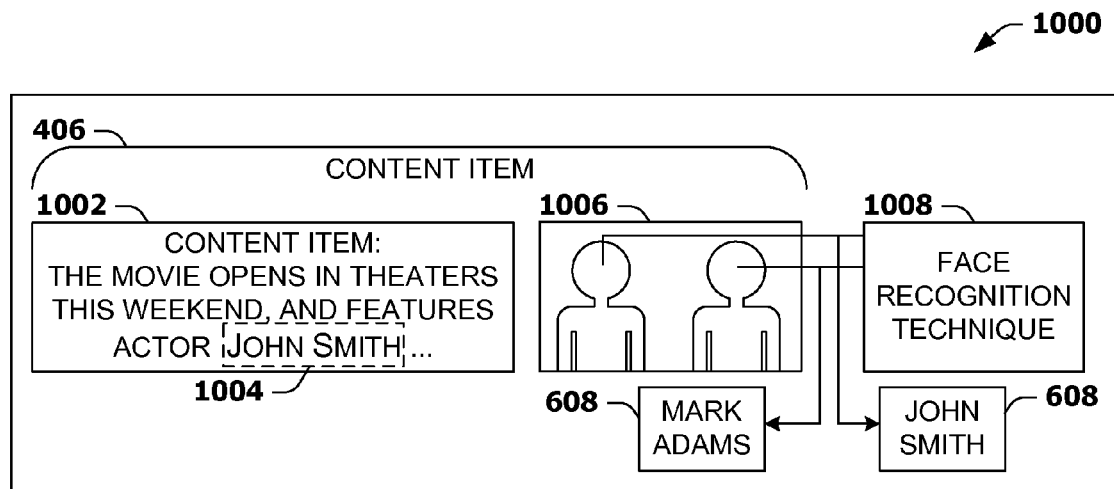 1000
406
CONTENT ITEM
1002
1006
1008
CONTENT ITEM:
THE MOVIE OPENS IN THEATERS
THIS WEEKEND, AND FEATURES
ACTOR JOHN SMITH ...
1004
FACE
RECOGNITION
TECHNIQUE
608
MARK
ADAMS
JOHN
SMITH
608